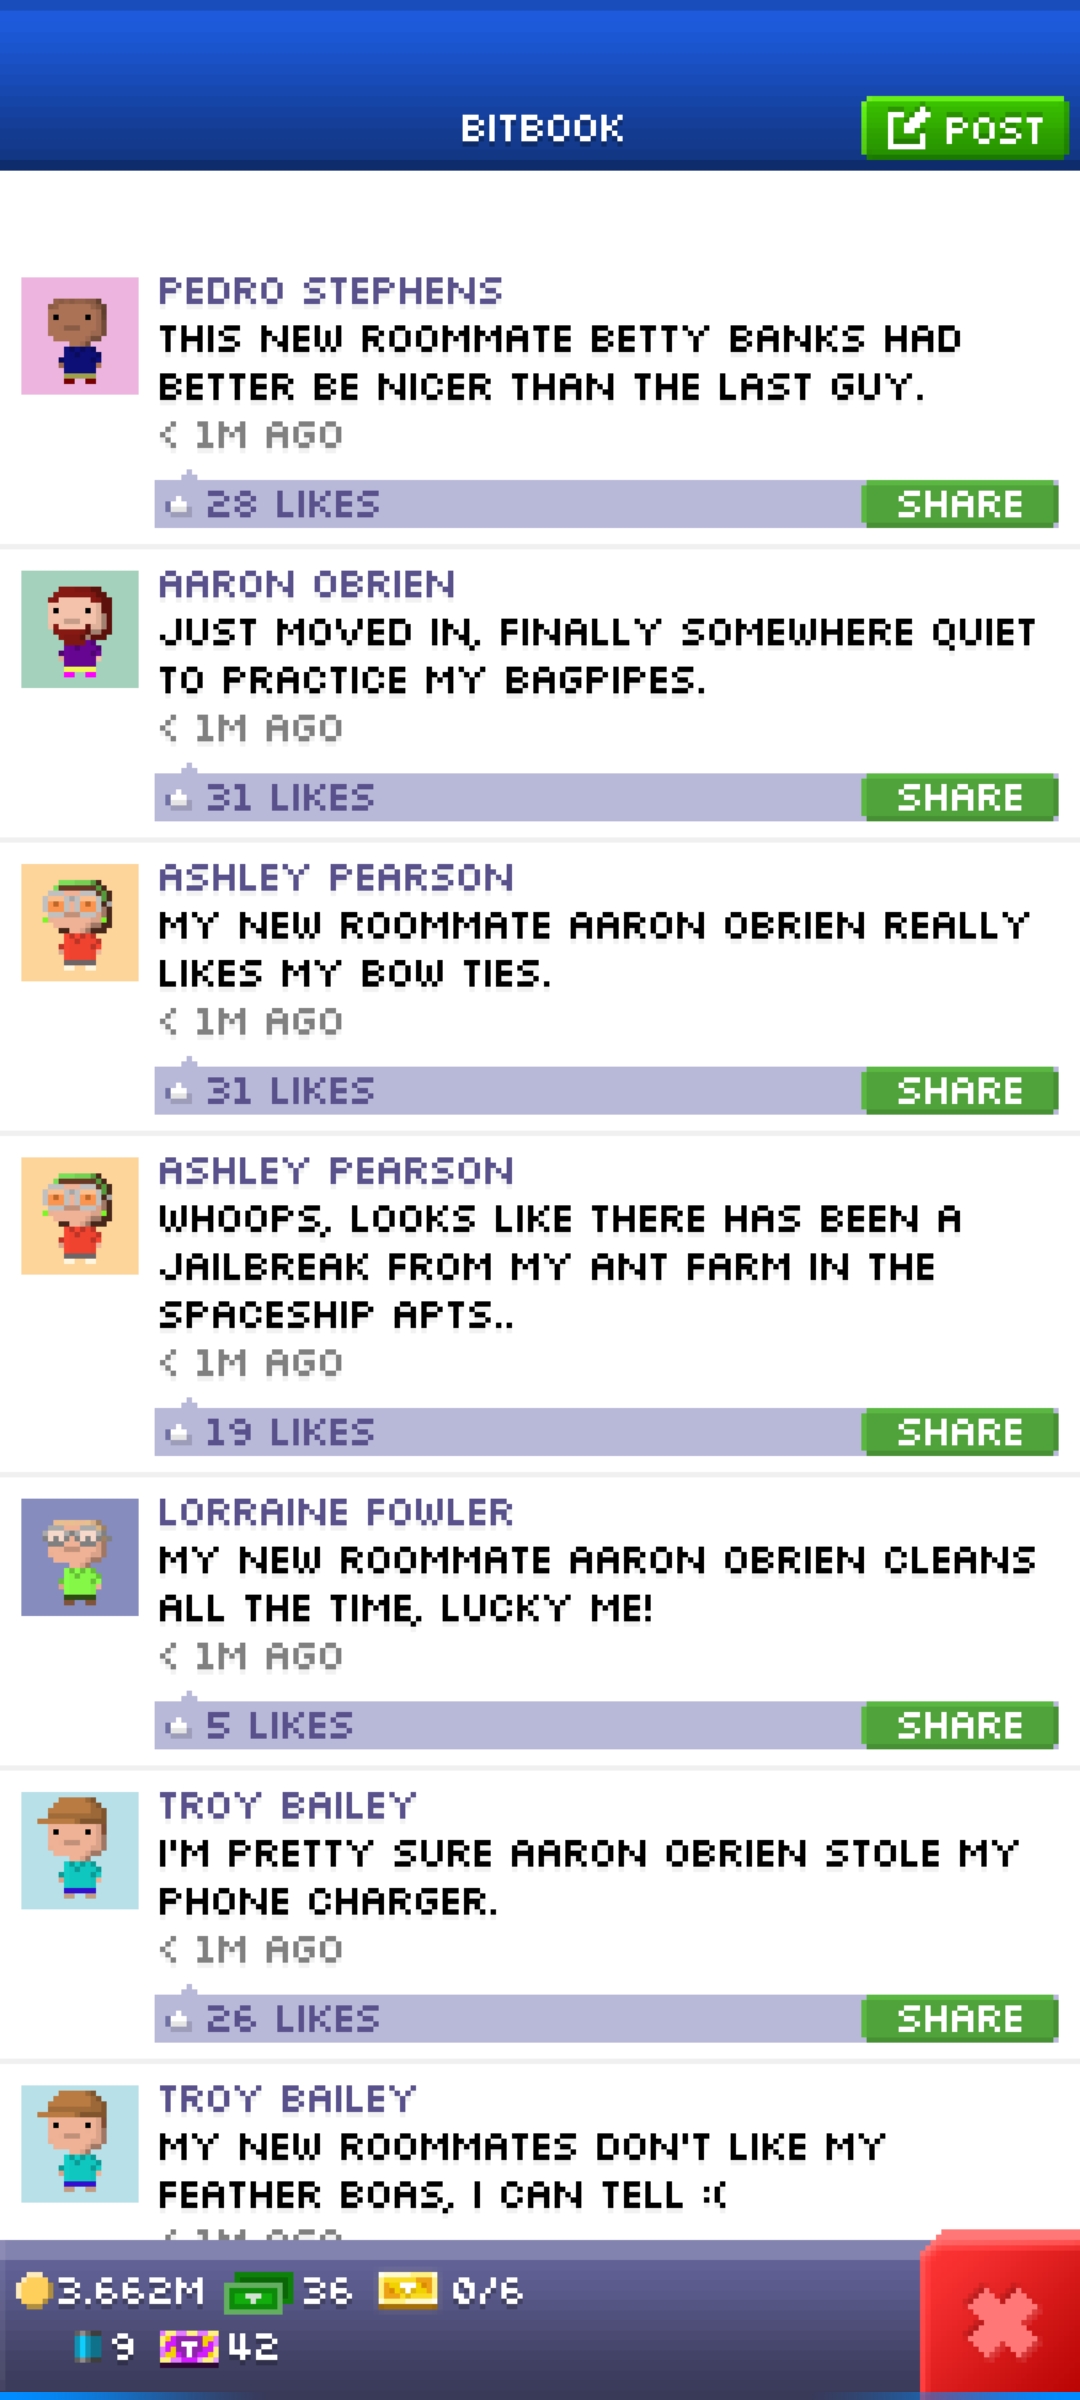 BITBOOK
POST
PEDRO STEPHENS
THIS NEW ROOMMATE BETTY BANKS HAD
BETTER BE NICER THAN THE LAST GUY.
< 1M AGO
28 LIKES
SHARE
AARON OBRIEN
JUST MOVED IN, FINALLY SOMEWHERE QUIET
TO PRACTICE MY BAGPIPES.
< 1M AGO
31 LIKES
SHARE
ASHLEY PEARSON
MY NEW ROOMMATE AARON OBRIEN REALLY
LIKES MY BOW TIES.
< 1M AGO
31 LIKES
SHARE
ASHLEY PEARSON
WHOOPS, LOOKS LIKE THERE HAS BEEN A
JAILBREAK FROM MY ANT FARM IN THE
SPACESHIP APTS..
< 1M AGO
19 LIKES
SHARE
LORRAINE FOWLER
MY NEW ROOMMATE AARON OBRIEN CLEANS
ALL THE TIME, LUCKY ME!
< 1M AGO
5 LIKES
SHARE
TROY BAILEY
I'M PRETTY SURE AARON OBRIEN STOLE MY
PHONE CHARGER.
< 1M AGO
26 LIKES
SHARE
TROY BAILEY
MY NEW ROOMMATES DON'T LIKE MY
FEATHER BOAS, I CAN TELL :(
< 1M AGO
3.662M 36 0/6
9 T 42